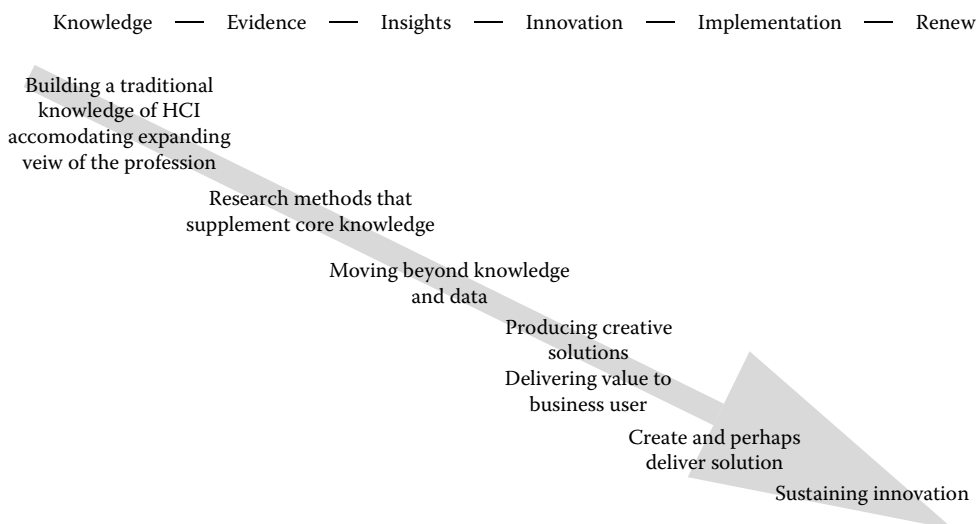 Knowledge — Evidence — Insights — Innovation — Implementation — Renew
Building a traditional
knowledge of HCI
accomodating expanding
veiw of the profession
Research methods that
supplement core knowledge
Moving beyond knowledge
and data
Producing creative
solutions
Delivering value to
business user
Create and perhaps
deliver solution
Sustaining innovation